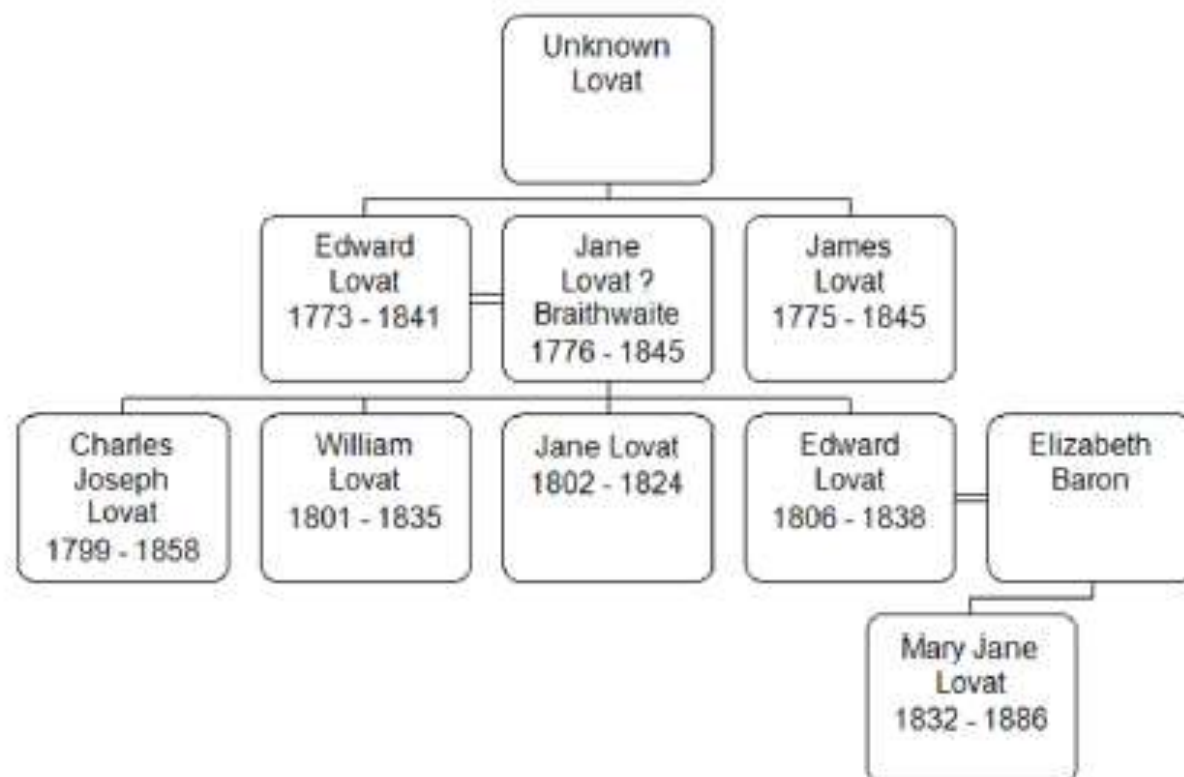 Unknown
Lovat
Edward
Lovat
1773 - 1841
Jane
Lovat ?
Braithwaite
1776 - 1845
James
Lovat
1775 - 1845
Charles
Joseph
Lovat
1799 - 1858
William
Lovat
1801 - 1835
Jane Lovat
1802 - 1824
Edward
Lovat
1806 - 1838
Elizabeth
Baron
Mary Jane
Lovat
1832 - 1886